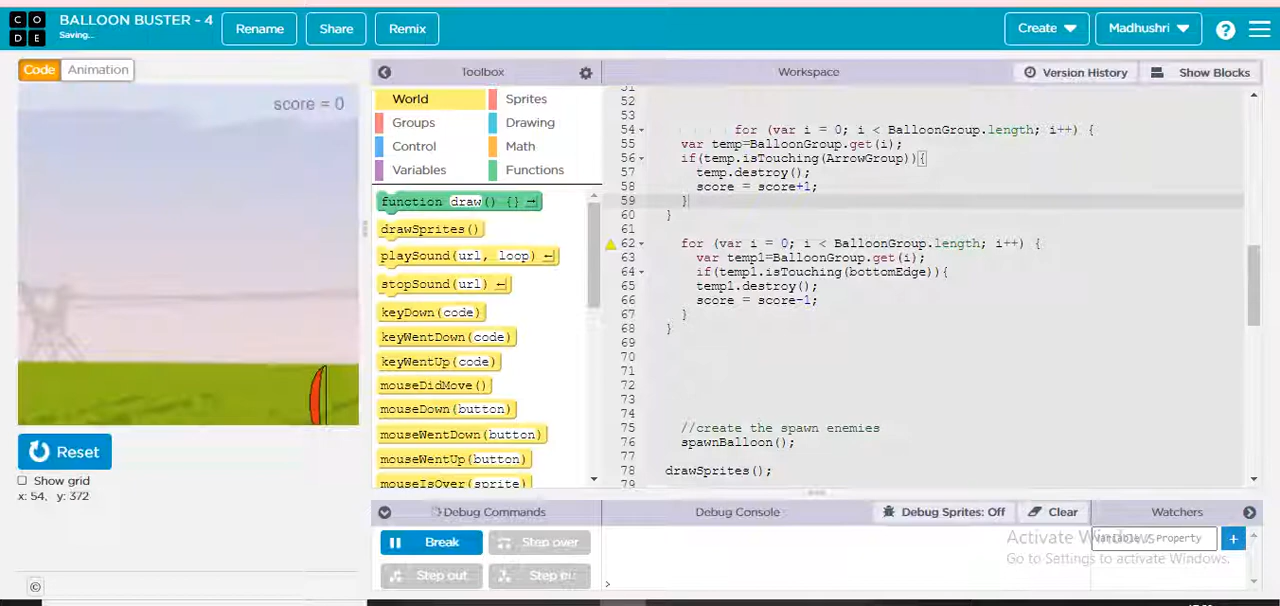 CODE
BALLOON BUSTER - 4
Saving..
Rename
Share
Remix
Create
Madhushri
?
Code
Animation
score = 0
Reset
Show grid
x: 54, y: 372
©
Toolbox
World
Sprites
Groups
Drawing
Control
Math
Variables
Functions
function draw() {}
drawSprites()
playSound(url, loop)
stopSound(url)
keyDown(code)
keyWentDown(code)
keyWentUp(code)
mouseDidMove()
mouseDown(button)
mouseWentDown(button)
mouseWentUp(button)
mouseIsOver(sprite)
Workspace
Version History
Show Blocks
51
52
53
54 for (var i = 0; i < BalloonGroup.length; i++) {
55 var temp=BalloonGroup.get(i);
56 if(temp.isTouching(ArrowGroup)){
57 temp.destroy();
58 score = score+1;
59 }
60 }
61
62 for (var i = 0; i < BalloonGroup.length; i++) {
63 var temp1=BalloonGroup.get(i);
64 if(temp1.isTouching(bottomEdge)){
65 temp1.destroy();
66 score = score-1;
67 }
68 }
69
70
71
72
73
74
75 //create the spawn enemies
76 spawnBalloon();
77
78 drawSprites();
79
Debug Commands
Break
Step over
Step out
Step in
Debug Console
Debug Sprites: Off
Clear
Watchers
Variable / Property
+
>
Activate Windows
Go to Settings to activate Windows.